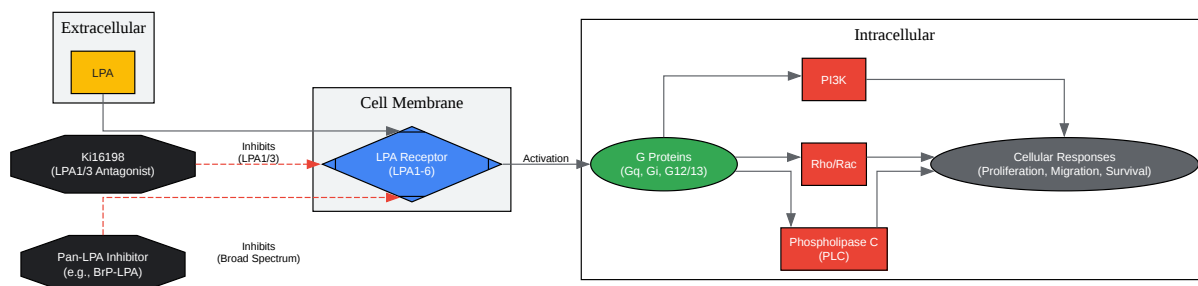 Extracellular
LPA
Ki16198
(LPA1/3 Antagonist)
Pan-LPA Inhibitor
(e.g., BrP-LPA)
Inhibits
(LPA1/3)
Inhibits
(Broad Spectrum)
Cell Membrane
LPA Receptor
(LPA1-6)
Activation
Intracellular
G Proteins
(Gq, Gi, G12/13)
PI3K
Rho/Rac
Phospholipase C
(PLC)
Cellular Responses
(Proliferation, Migration, Survival)